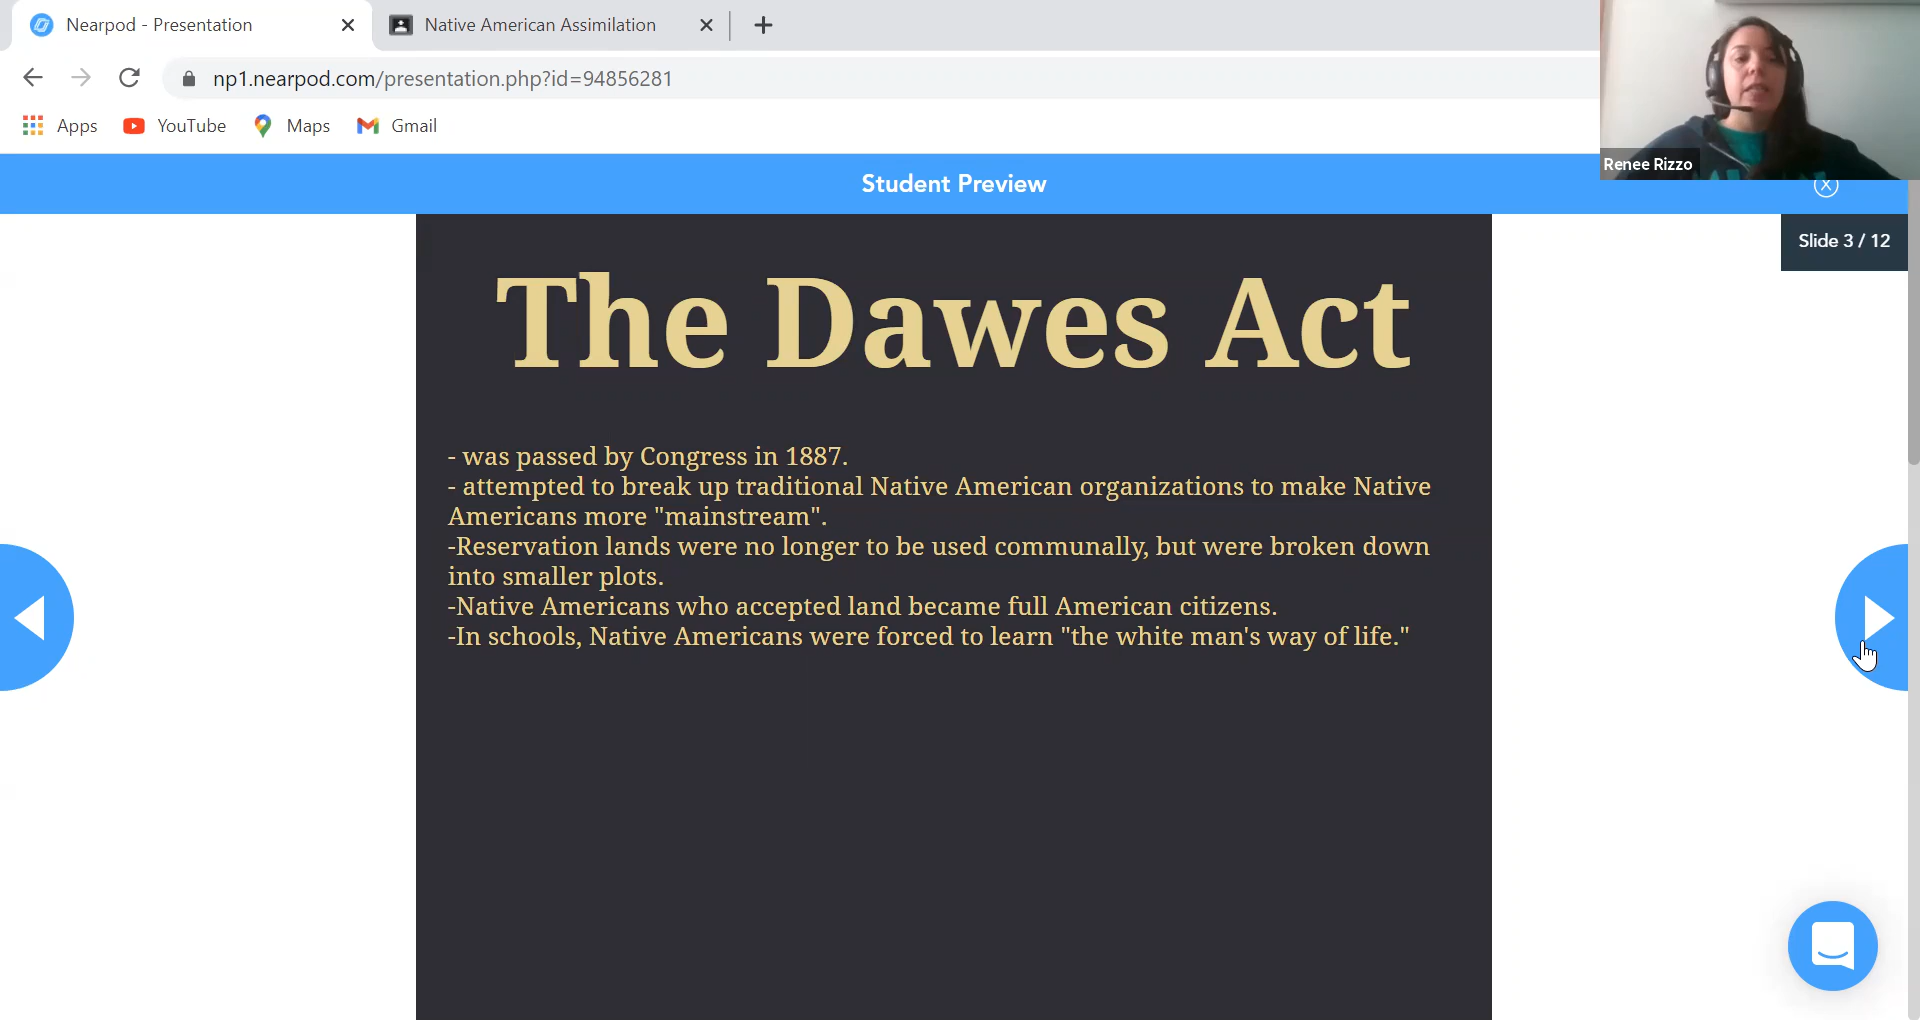 Nearpod - Presentation
Native American Assimilation
np1.nearpod.com/presentation.php?id=94856281
Apps
YouTube
Maps
Gmail
Renee Rizzo
Student Preview
Slide 3 / 12
The Dawes Act
- was passed by Congress in 1887.
- attempted to break up traditional Native American organizations to make Native
Americans more "mainstream".
-Reservation lands were no longer to be used communally, but were broken down
into smaller plots.
-Native Americans who accepted land became full American citizens.
-In schools, Native Americans were forced to learn "the white man's way of life."